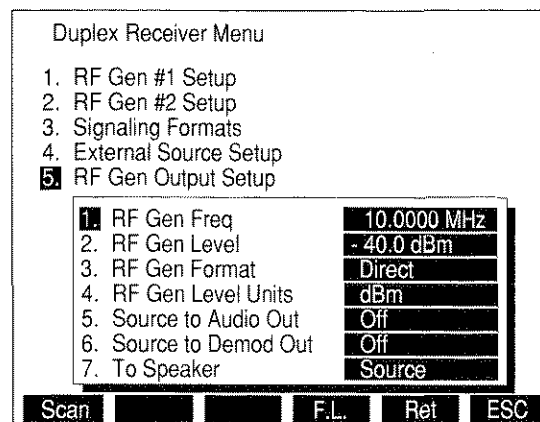 Duplex Receiver Menu
1. RF Gen #1 Setup
2. RF Gen #2 Setup
3. Signaling Formats
4. External Source Setup
5. RF Gen Output Setup
1. RF Gen Freq 10.0000 MHz
2. RF Gen Level - 40.0 dBm
3. RF Gen Format Direct
4. RF Gen Level Units dBm
5. Source to Audio Out Off
6. Source to Demod Out Off
7. To Speaker Source
Scan F.L. Ret ESC